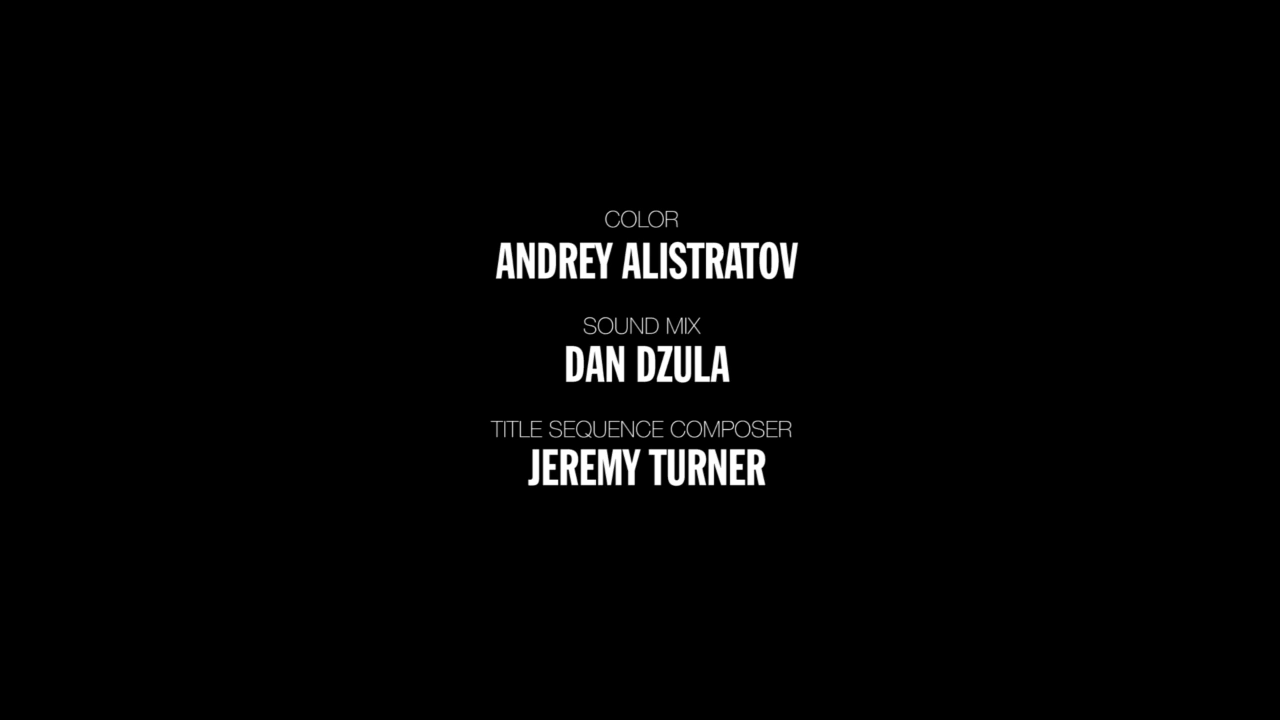 COLOR
ANDREY ALISTRATOV
SOUND MIX
DAN DZULA
TITLE SEQUENCE COMPOSER
JEREMY TURNER